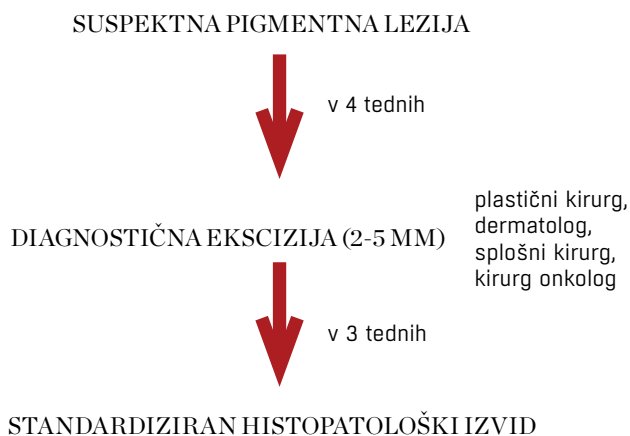 SUSPEKTNA PIGMENTNA LEZIJA
v 4 tednih
plastični kirurg,
dermatolog,
DIAGNOSTIČNA EKSCIZIJA (2-5 MM)
splošni kirurg,
kirurg onkolog
v 3 tednih
STANDARDIZIRAN HISTOPATOLOŠKI IZVID